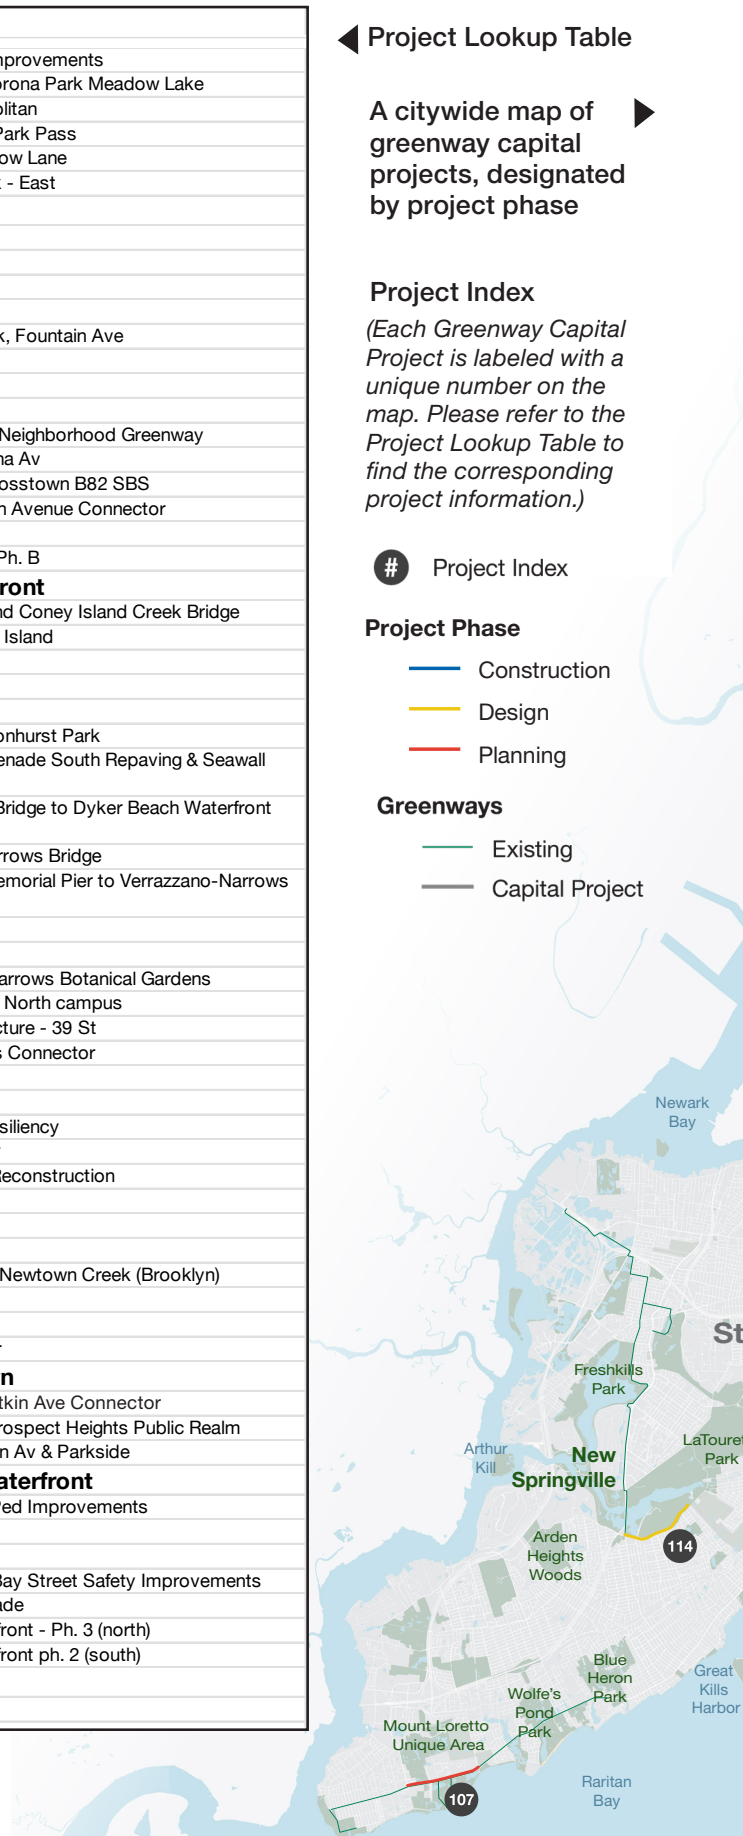 nprovements
orona Park Meadow Lake
olitan
Park Pass
ow Lane
- East
k, Fountain Ave
Neighborhood Greenway
na Av
osstown B82 SBS
n Avenue Connector
Ph. B
ront
nd Coney Island Creek Bridge
Island
onhurst Park
enade South Repaving & Seawall
Bridge to Dyker Beach Waterfront
rrows Bridge
emorial Pier to Verrazzano-Narrows
arrows Botanical Gardens
North campus
cture - 39 St
s Connector
siliency
Reconstruction
Newtown Creek (Brooklyn)
n
tkin Ave Connector
rospect Heights Public Realm
n Av & Parkside
aterfront
Ped Improvements
Bay Street Safety Improvements
ade
front - Ph. 3 (north)
front ph. 2 (south)
Project Lookup Table
A citywide map of
greenway capital
projects, designated
by project phase
Project Index
(Each Greenway Capital
Project is labeled with a
unique number on the
map. Please refer to the
Project Lookup Table to
find the corresponding
project information.)
# Project Index
Project Phase
Construction
Design
Planning
Greenways
Existing
Capital Project
Newark
Bay
St
Freshkills
Park
LaTouret
Park
Arthur
Kill
New
Springville
114
Arden
Heights
Woods
Blue
Heron
Park
Great
Kills
Harbor
Wolfe's
Pond
Park
Mount Loretto
Unique Area
107
Raritan
Bay